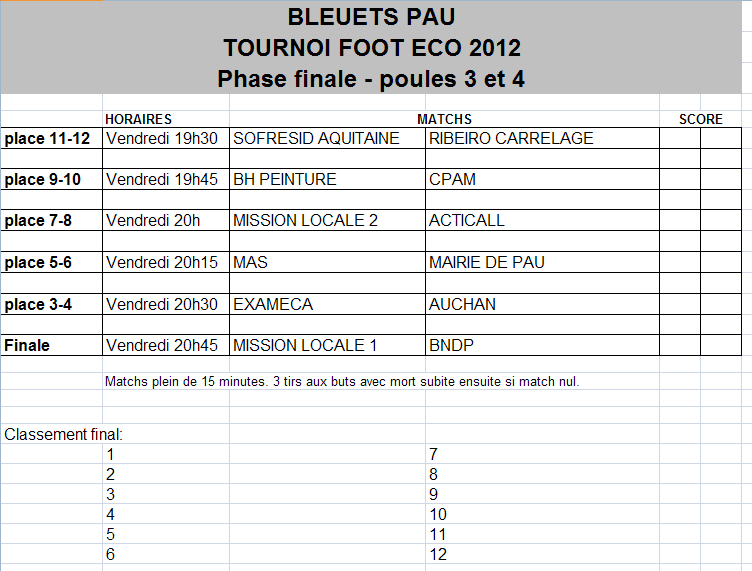 BLEUETS PAU
TOURNOI FOOT ECO 2012
Phase finale - poules 3 et 4
HORAIRES MATCHS SCORE
place 11-12 Vendredi 19h30 SOFRESID AQUITAINE RIBEIRO CARRELAGE
place 9-10 Vendredi 19h45 BH PEINTURE CPAM
place 7-8 Vendredi 20h MISSION LOCALE 2 ACTICALL
place 5-6 Vendredi 20h15 MAS MAIRIE DE PAU
place 3-4 Vendredi 20h30 EXAMECA AUCHAN
Finale Vendredi 20h45 MISSION LOCALE 1 BNDP
Matchs plein de 15 minutes. 3 tirs aux buts avec mort subite ensuite si match nul.
Classement final:
1 7
2 8
3 9
4 10
5 11
6 12